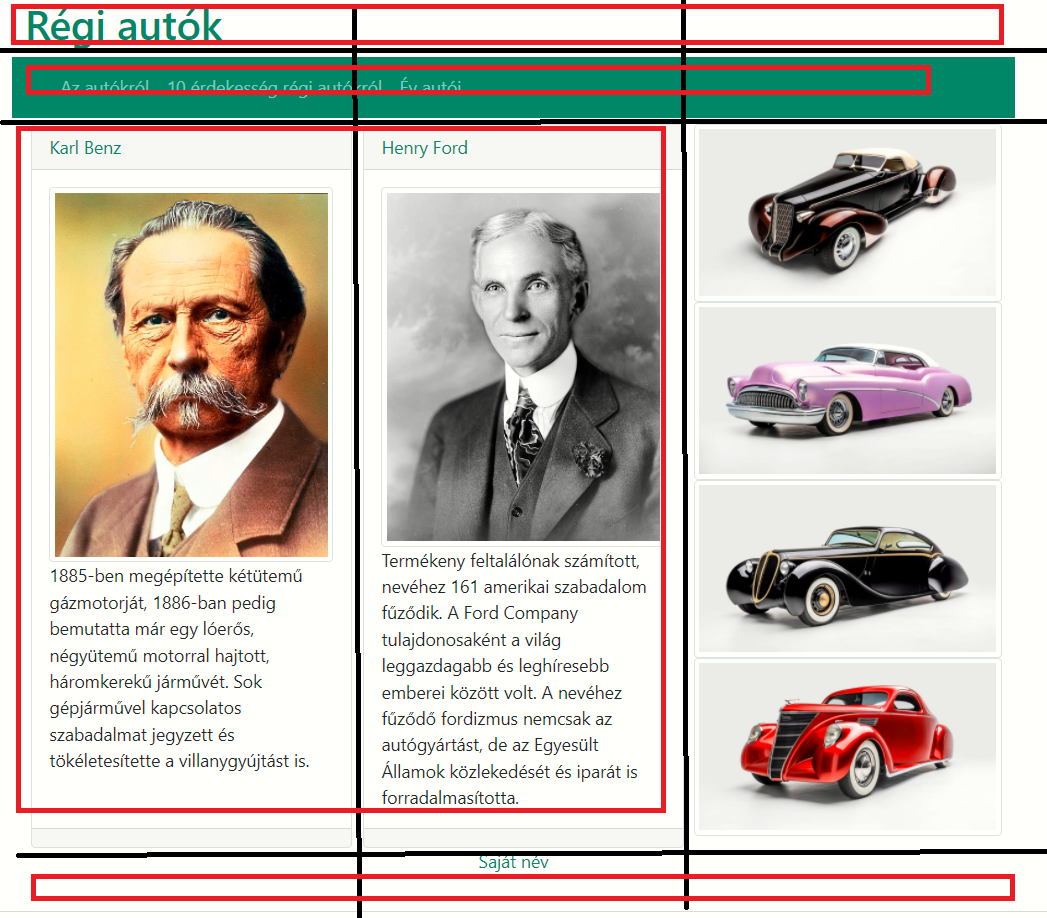 Régi autók
Az autókról 10 érdekesség régi autókról Év autói
Karl Benz
1885-ben megépítette kétütemű
gázmotorját, 1886-ban pedig
bemutatta már egy lóerős,
négyütemű motorral hajtott,
háromkerekű járművét. Sok
gépjárművel kapcsolatos
szabadalmat jegyzett és
tökéletesítette a villanygyújtást is.
Henry Ford
Termékeny feltalálónak számított,
nevéhez 161 amerikai szabadalom
fűződik. A Ford Company
tulajdonosaként a világ
leggazdagabb és leghíresebb
emberei között volt. A nevéhez
fűződő fordizmus nemcsak az
autógyártást, de az Egyesült
Államok közlekedését és iparát is
forradalmasította.
Saját név